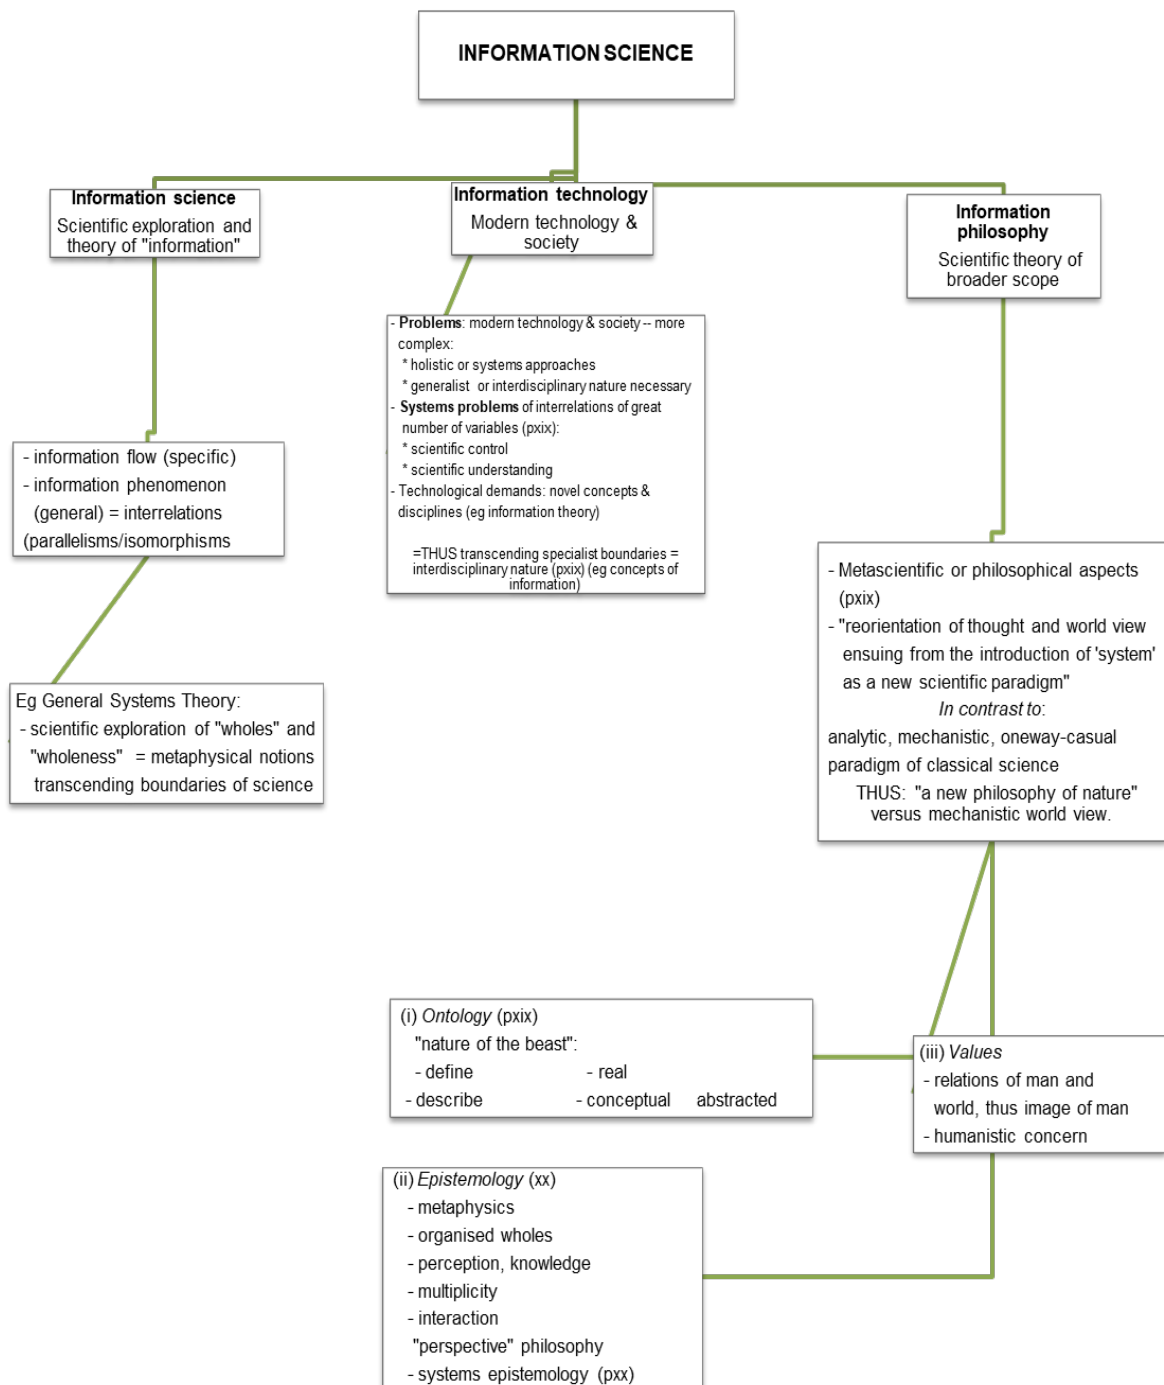 INFORMATION SCIENCE
Information science
Scientific exploration and
theory of "information"
Information technology
Modern technology &
society
Information
philosophy
Scientific theory of
broader scope
- Problems: modern technology & society -- more
complex:
* holistic or systems approaches
* generalist or interdisciplinary nature necessary
- Systems problems of interrelations of great
number of variables (pxix):
* scientific control
* scientific understanding
- Technological demands: novel concepts &
disciplines (eg information theory)
=THUS transcending specialist boundaries =
interdisciplinary nature (pxix) (eg concepts of
information)
- information flow (specific)
- information phenomenon
(general) = interrelations
(parallelisms/isomorphisms
Eg General Systems Theory:
- scientific exploration of "wholes" and
"wholeness" = metaphysical notions
transcending boundaries of science
- Metascientific or philosophical aspects
(pxix)
- "reorientation of thought and world view
ensuing from the introduction of 'system'
as a new scientific paradigm"
In contrast to:
analytic, mechanistic, oneway-casual
paradigm of classical science
THUS: "a new philosophy of nature"
versus mechanistic world view.
(i) Ontology (pxix)
"nature of the beast":
- define - real
- describe - conceptual abstracted
(iii) Values
- relations of man and
world, thus image of man
- humanistic concern
(ii) Epistemology (xx)
- metaphysics
- organised wholes
- perception, knowledge
- multiplicity
- interaction
"perspective" philosophy
- systems epistemology (pxx)